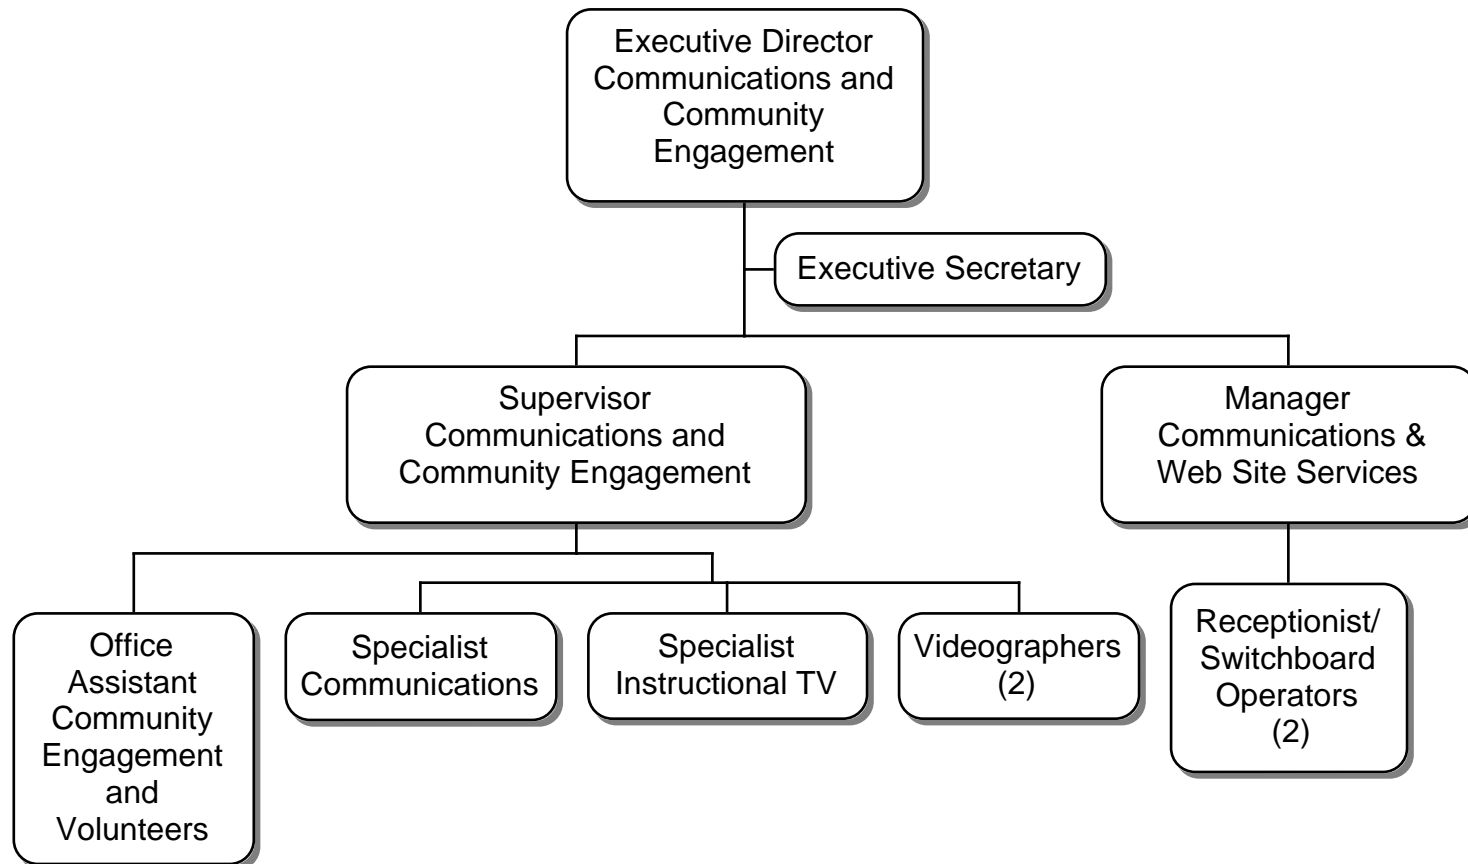 Executive Director
Communications and
Community
Engagement
Executive Secretary
Supervisor
Communications and
Community Engagement
Manager
Communications &
Web Site Services
Office
Assistant
Community
Engagement
and
Volunteers
Specialist
Communications
Specialist
Instructional TV
Videographers
(2)
Receptionist/
Switchboard
Operators
(2)